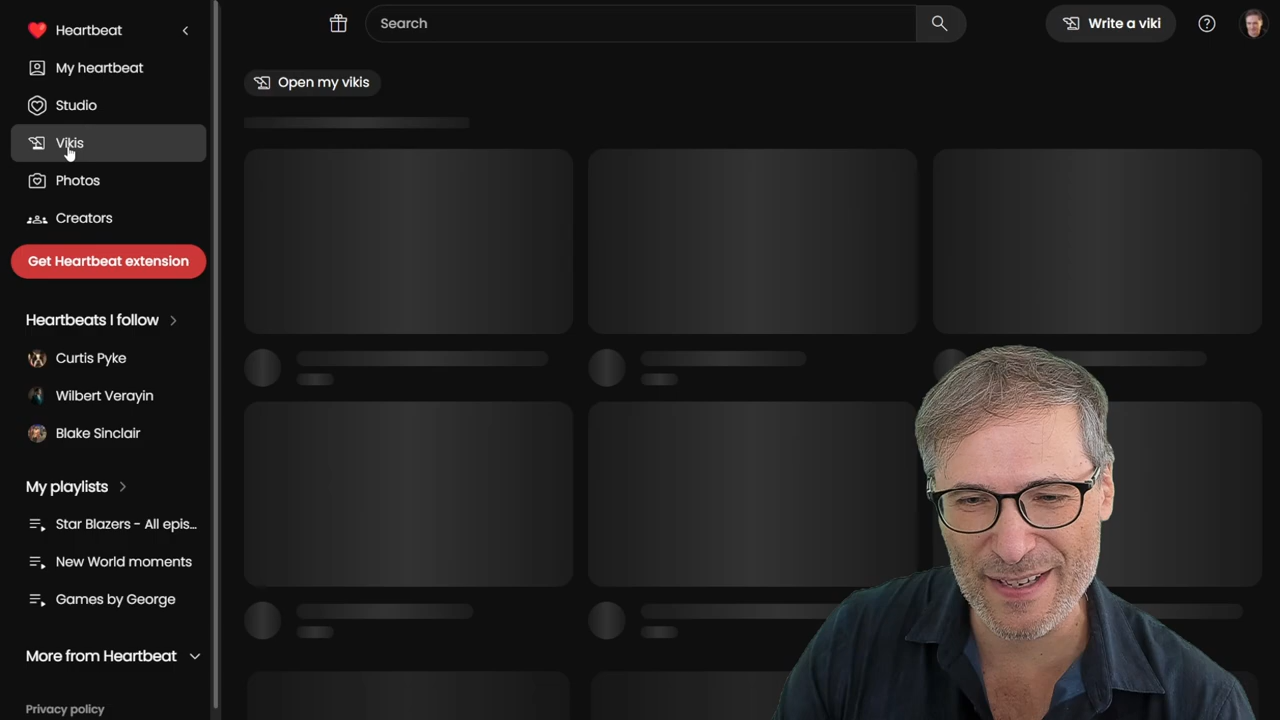 Heartbeat
Search
Write a viki
My heartbeat
Open my vikis
Studio
Vikis
Photos
Creators
Get Heartbeat extension
Heartbeats I follow
Curtis Pyke
Wilbert Verayin
Blake Sinclair
My playlists
Star Blazers - All epis...
New World moments
Games by George
More from Heartbeat
Privacy policy